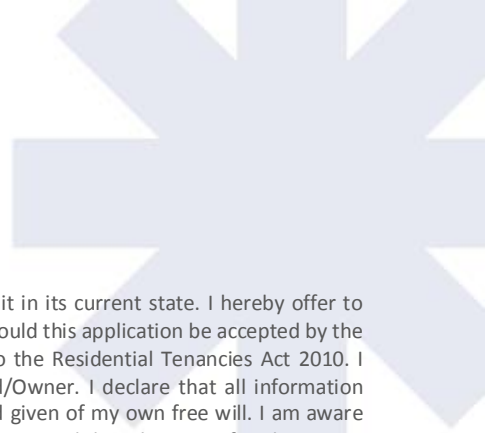 it in its current state. I hereby offer to
ould this application be accepted by the
o the Residential Tenancies Act 2010. I
d/Owner. I declare that all information
d given of my own free will. I am aware